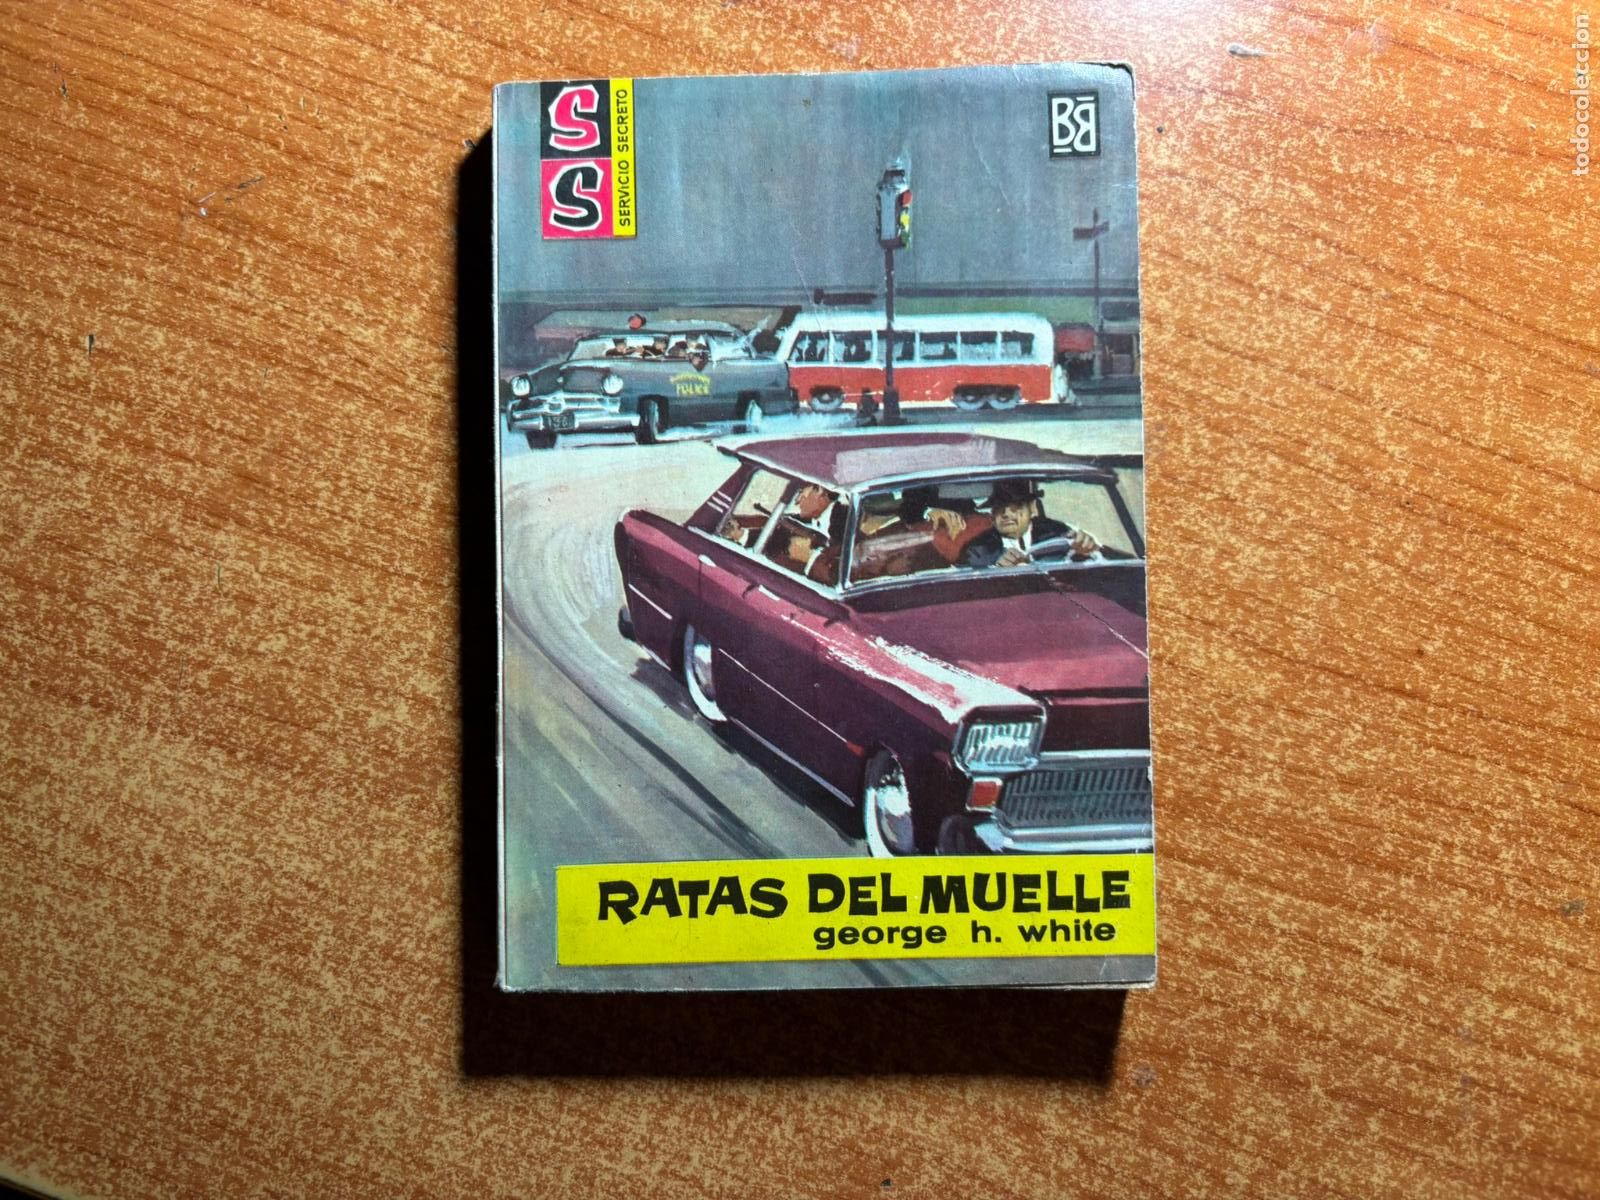 S
S
SERVICIO SECRETO
BB
POLICE
RATAS DEL MUELLE
george h. white
todocoleccion